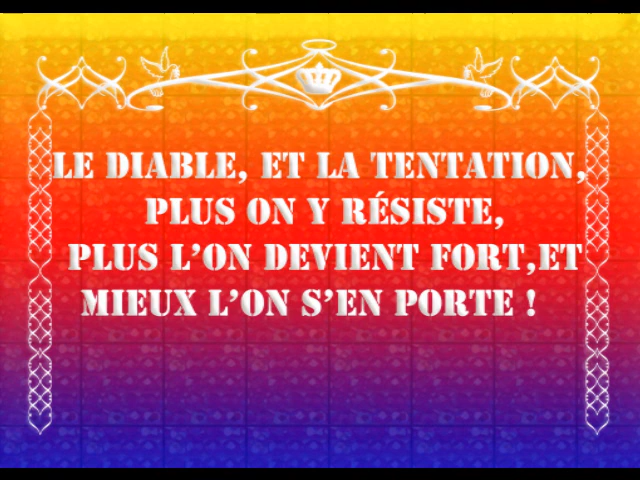 LE DIABLE, ET LA TENTATION,
PLUS ON Y RÉSISTE,
PLUS L’ON DEVIENT FORT,ET
MIEUX L’ON S’EN PORTE !